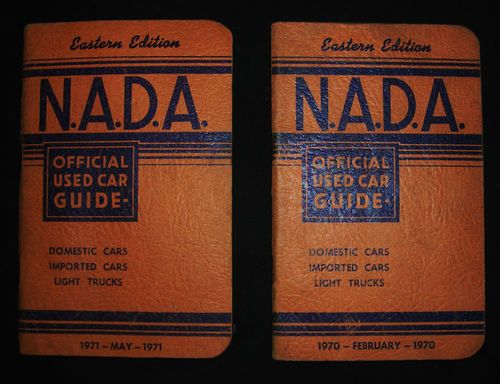 Eastern Edition
N.A.D.A.
OFFICIAL
USED CAR
GUIDE-
DOMESTIC CARS
IMPORTED CARS
LIGHT TRUCKS
1971 - MAY - 1971
Eastern Edition
N.A.D.A.
OFFICIAL
USED CAR
GUIDE-
DOMESTIC CARS
IMPORTED CARS
LIGHT TRUCKS
1970 - FEBRUARY - 1970